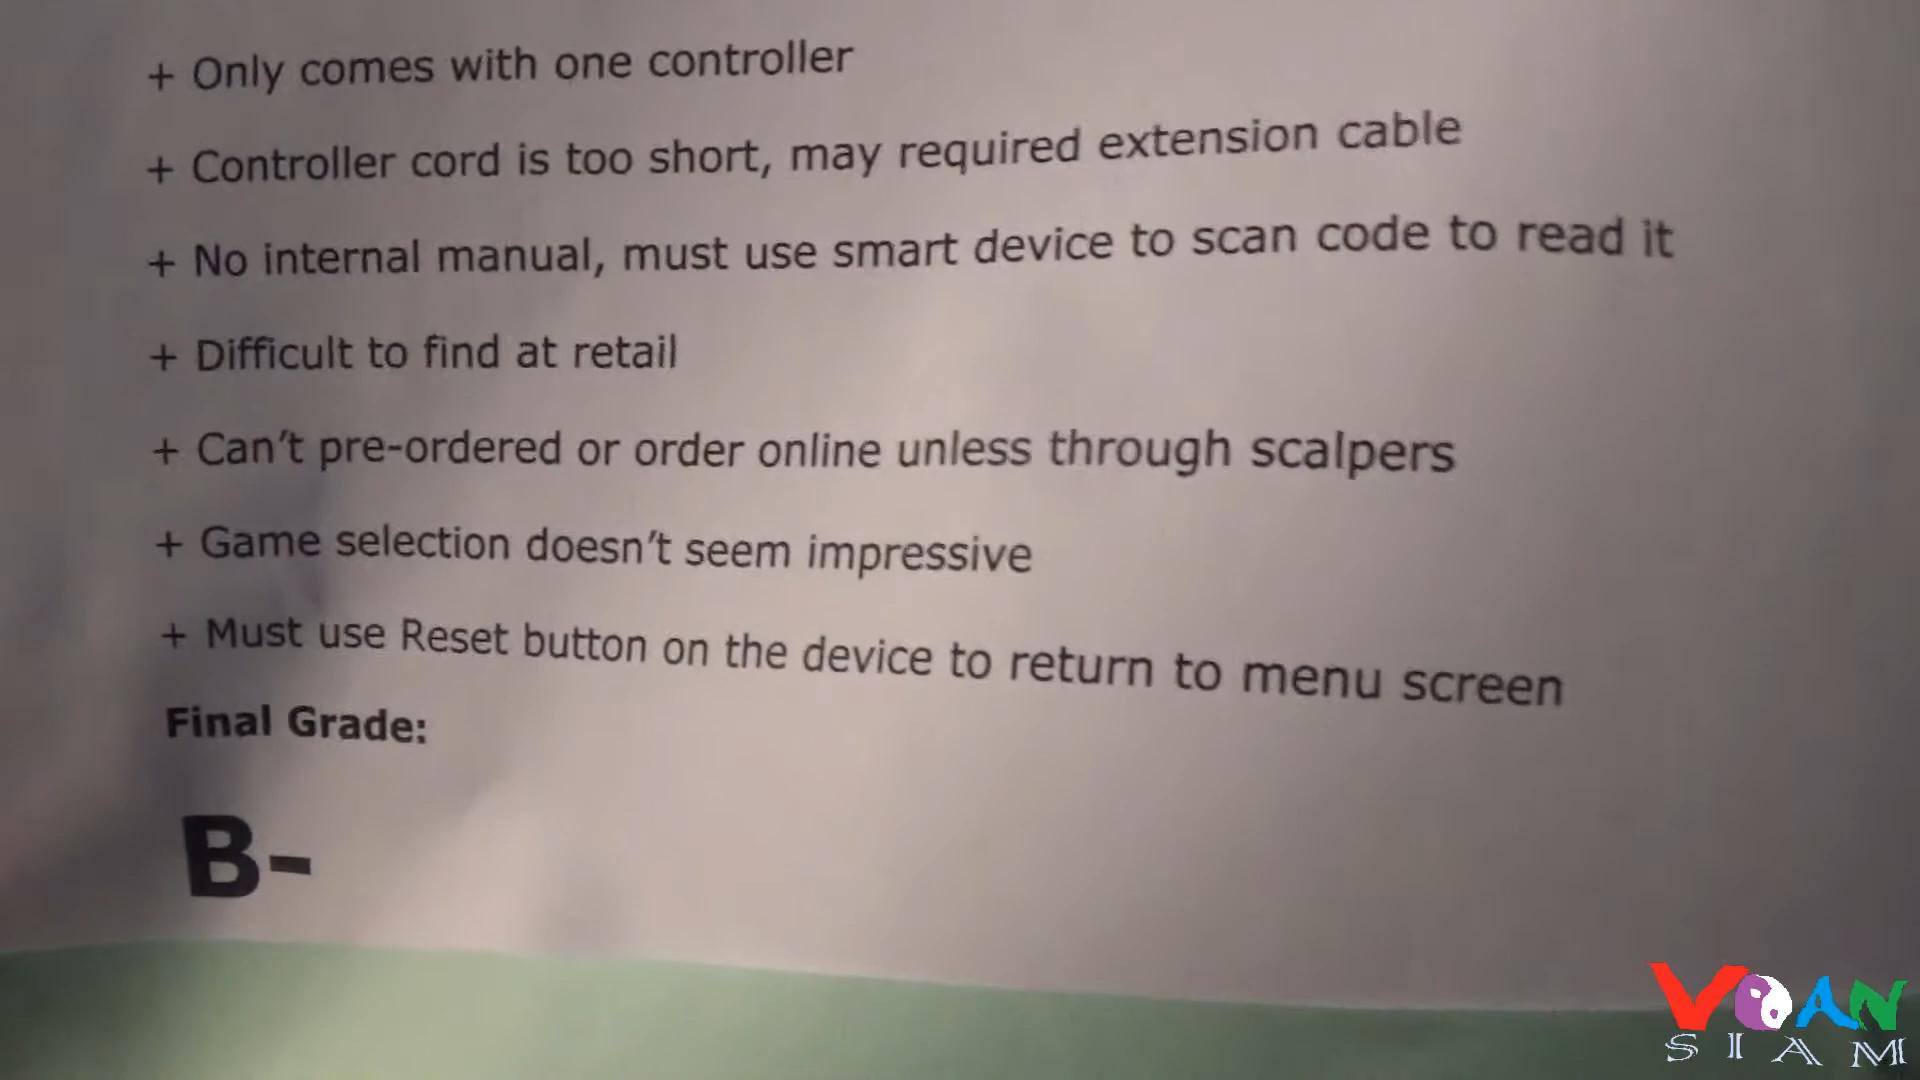 + Only comes with one controller
+ Controller cord is too short, may required extension cable
+ No internal manual, must use smart device to scan code to read it
+ Difficult to find at retail
+ Can't pre-ordered or order online unless through scalpers
+ Game selection doesn't seem impressive
+ Must use Reset button on the device to return to menu screen
Final Grade:
B-
VOAN
SIAM